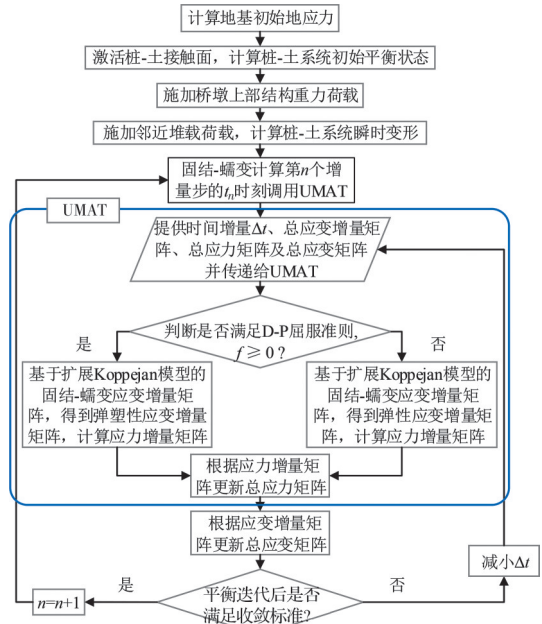 计算地基初始地应力
激活桩-土接触面，计算桩-土系统初始平衡状态
施加桥墩上部结构重力荷载
施加邻近堆载荷载，计算桩-土系统瞬时变形
固结-蠕变计算第n个增
量步的tn时刻调用UMAT
UMAT
提供时间增量Δt、总应变增量矩
阵、总应力矩阵及总应变矩阵
并传递给UMAT
判断是否满足D-P屈服准则,
f≥0？
是
否
基于扩展Koppejan模型的
固结-蠕变应变增量矩
阵，得到弹塑性应变增量
矩阵，计算应力增量矩阵
基于扩展Koppejan模型的
固结-蠕变应变增量矩
阵，得到弹性应变增量矩
阵，计算应力增量矩阵
根据应力增量矩
阵更新总应力矩阵
根据应变增量矩
阵更新总应变矩阵
平衡迭代后是否
满足收敛标准?
是
否
n=n+1
减小Δt